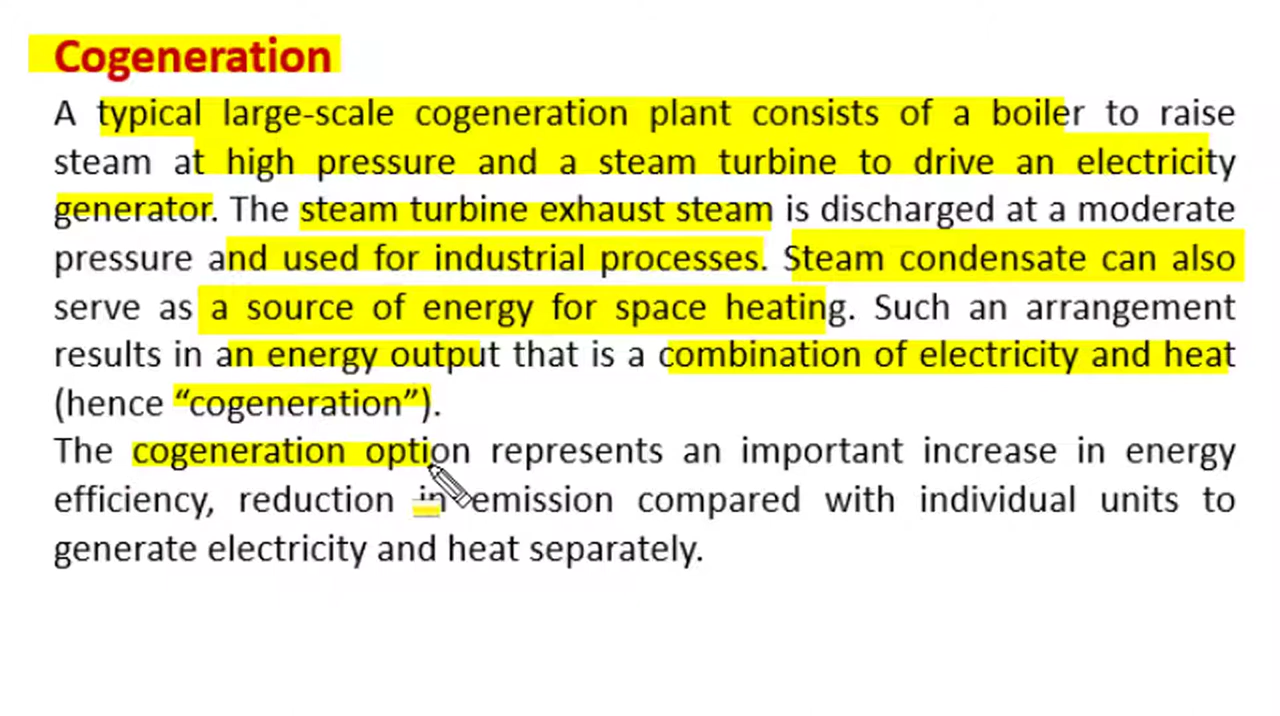 Cogeneration
A typical large-scale cogeneration plant consists of a boiler to raise
steam at high pressure and a steam turbine to drive an electricity
generator. The steam turbine exhaust steam is discharged at a moderate
pressure and used for industrial processes. Steam condensate can also
serve as a source of energy for space heating. Such an arrangement
results in an energy output that is a combination of electricity and heat
(hence “cogeneration”).
The cogeneration option represents an important increase in energy
efficiency, reduction in emission compared with individual units to
generate electricity and heat separately.